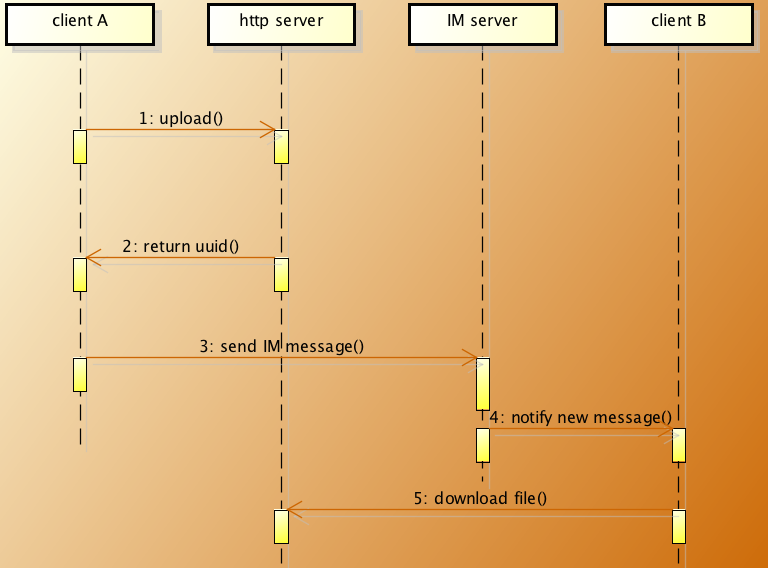 client A
http server
IM server
client B
1: upload()
2: return uuid()
3: send IM message()
4: notify new message()
5: download file()